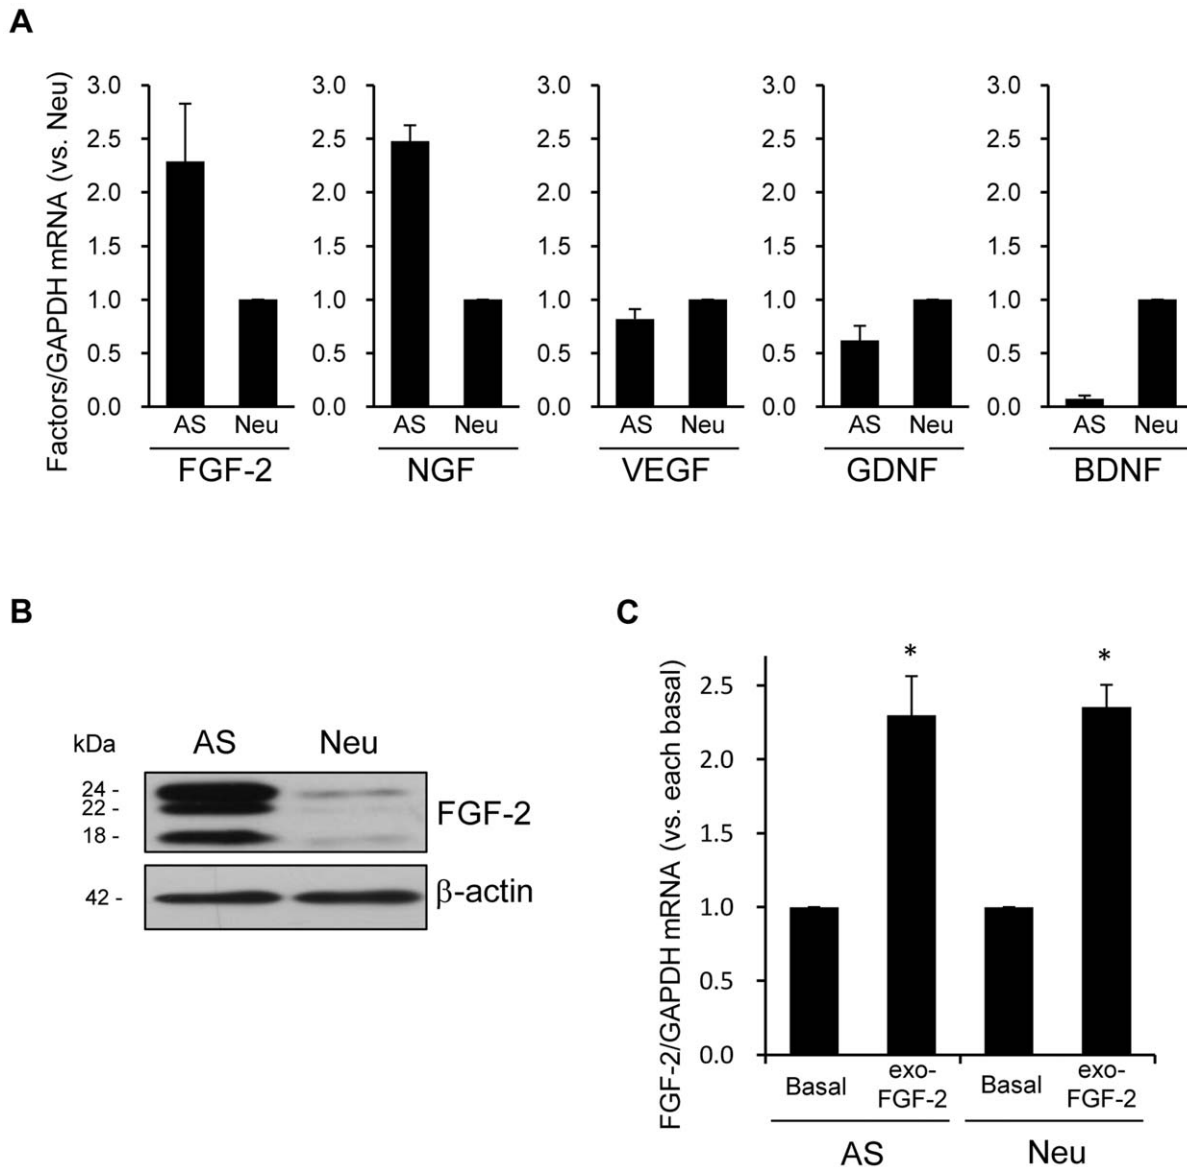 A
Factors/GAPDH mRNA (vs. Neu)
3.0 3.0 3.0 3.0 3.0
2.5 2.5 2.5 2.5 2.5
2.0 2.0 2.0 2.0 2.0
1.5 1.5 1.5 1.5 1.5
1.0 1.0 1.0 1.0 1.0
0.5 0.5 0.5 0.5 0.5
0.0 0.0 0.0 0.0 0.0
AS Neu AS Neu AS Neu AS Neu AS Neu
FGF-2 NGF VEGF GDNF BDNF
B
kDa AS Neu
24 -
22 -
18 -
FGF-2
42 -
β-actin
C
FGF-2/GAPDH mRNA (vs. each basal)
* *
2.5
2.0
1.5
1.0
0.5
0.0
Basal exo- Basal exo-
FGF-2 FGF-2
AS Neu